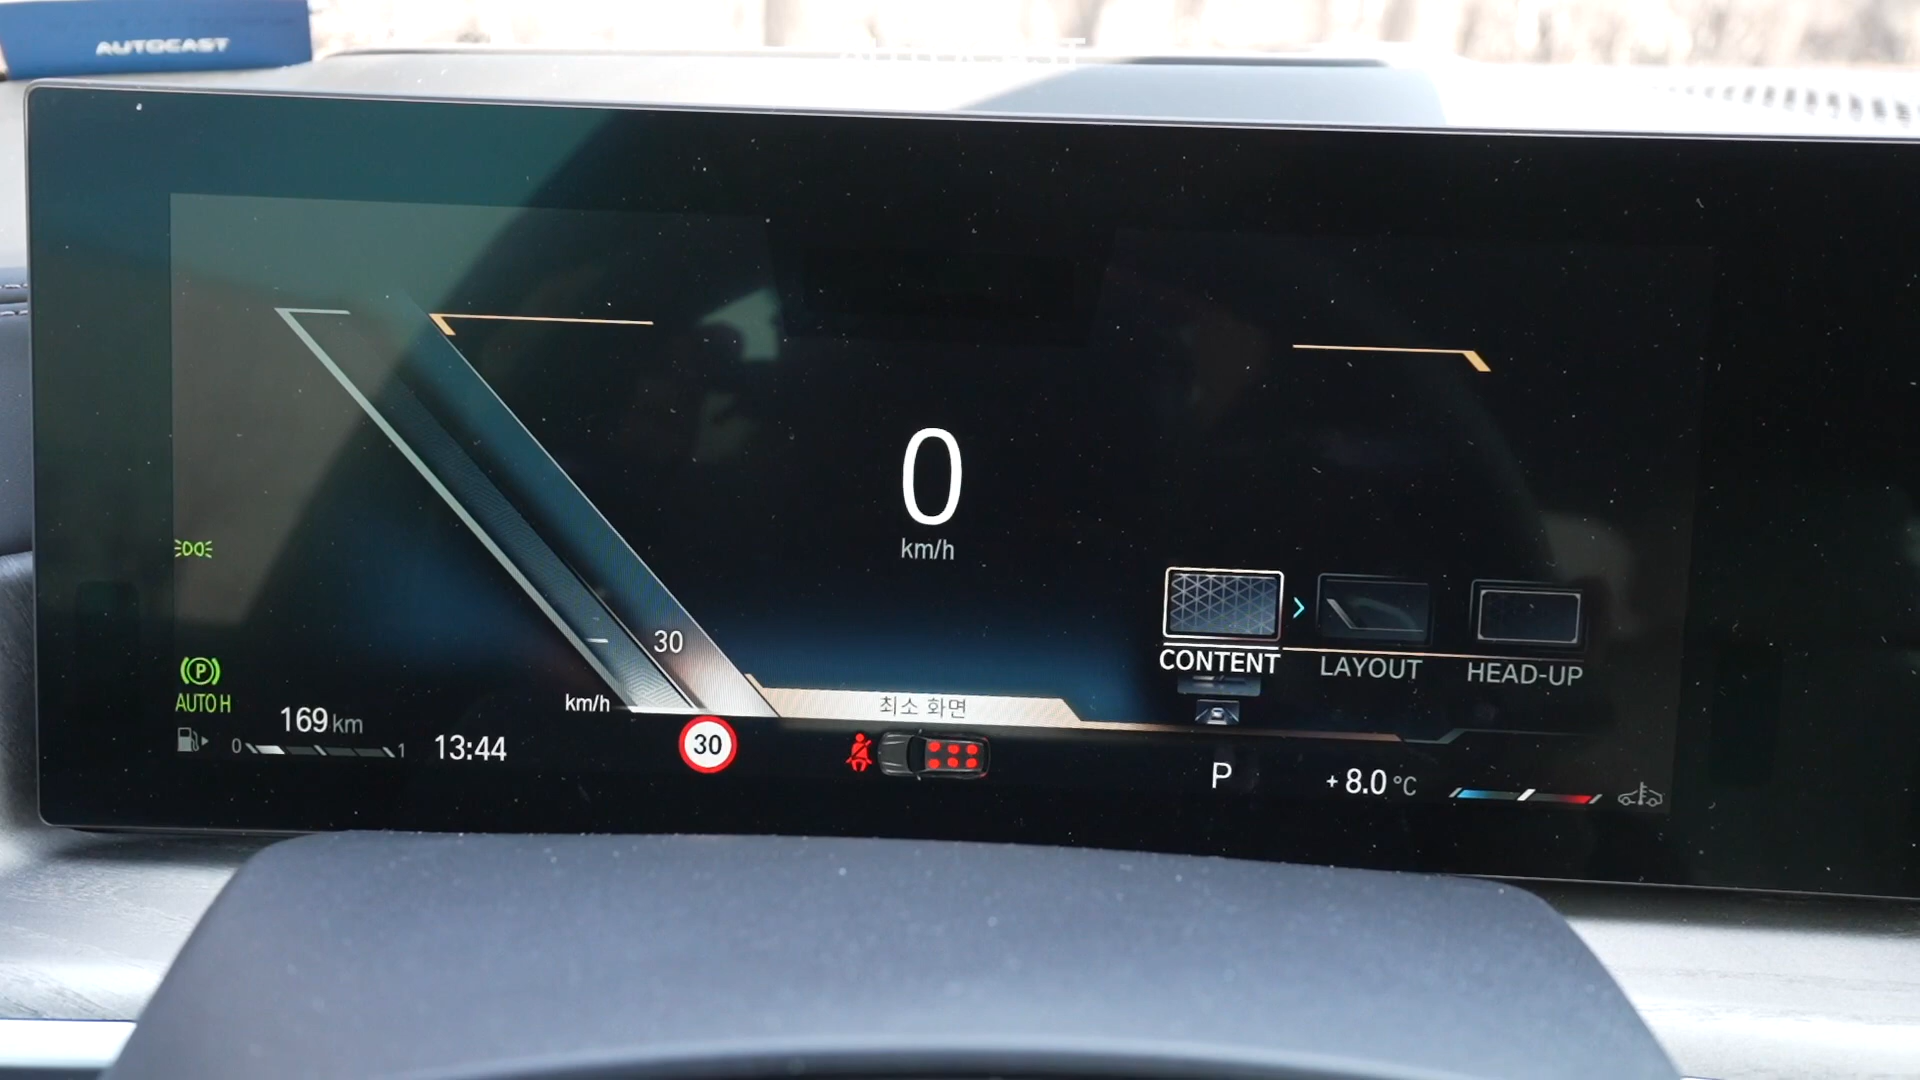 AUTOCAST
0
km/h
30
CONTENT
LAYOUT
HEAD-UP
P
AUTO H
km/h
최소 화면
169 km
0
1
13:44
30
P
+ 8.0 °C